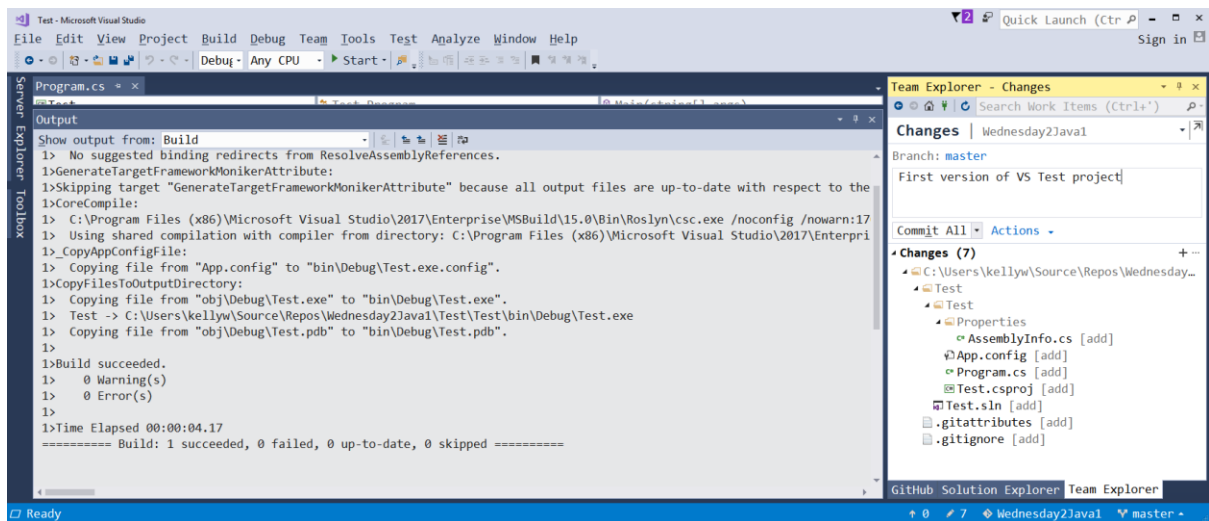 Test - Microsoft Visual Studio
2
Quick Launch (Ctr
File Edit View Project Build Debug Team Tools Test Analyze Window Help
Sign in
Debug Any CPU Start
Server Explorer Toolbox
Program.cs
Test Test.Program Main(string[] args)
Output
Show output from: Build
1> No suggested binding redirects from ResolveAssemblyReferences.
1>GenerateTargetFrameworkMonikerAttribute:
1>Skipping target "GenerateTargetFrameworkMonikerAttribute" because all output files are up-to-date with respect to the
1>CoreCompile:
1> C:\Program Files (x86)\Microsoft Visual Studio\2017\Enterprise\MSBuild\15.0\Bin\Roslyn\csc.exe /noconfig /nowarn:17
1> Using shared compilation with compiler from directory: C:\Program Files (x86)\Microsoft Visual Studio\2017\Enterpri
1>_CopyAppConfigFile:
1> Copying file from "App.config" to "bin\Debug\Test.exe.config".
1>CopyFilesToOutputDirectory:
1> Copying file from "obj\Debug\Test.exe" to "bin\Debug\Test.exe".
1> Test -> C:\Users\kellyw\Source\Repos\Wednesday2Java1\Test\Test\bin\Debug\Test.exe
1> Copying file from "obj\Debug\Test.pdb" to "bin\Debug\Test.pdb".
1>
1>Build succeeded.
1> 0 Warning(s)
1> 0 Error(s)
1>
1>Time Elapsed 00:00:04.17
========== Build: 1 succeeded, 0 failed, 0 up-to-date, 0 skipped ==========
Team Explorer - Changes
Search Work Items (Ctrl+')
Changes | Wednesday2Java1
Branch: master
First version of VS Test project
Commit All Actions
Changes (7)
C:\Users\kellyw\Source\Repos\Wednesday…
Test
Test
Properties
AssemblyInfo.cs [add]
App.config [add]
Program.cs [add]
Test.csproj [add]
Test.sln [add]
.gitattributes [add]
.gitignore [add]
GitHub Solution Explorer Team Explorer
Ready
0 7 Wednesday2Java1 master